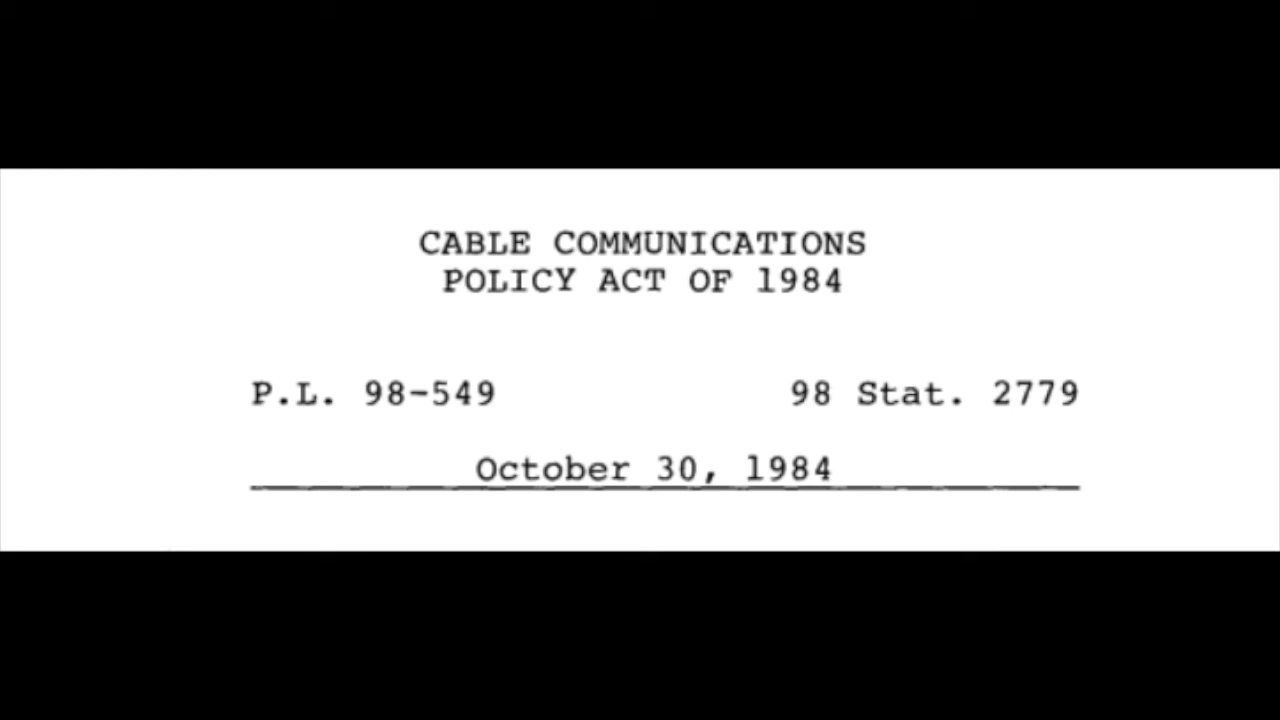 CABLE COMMUNICATIONS
POLICY ACT OF 1984
P.L. 98-549 98 Stat. 2779
October 30, 1984